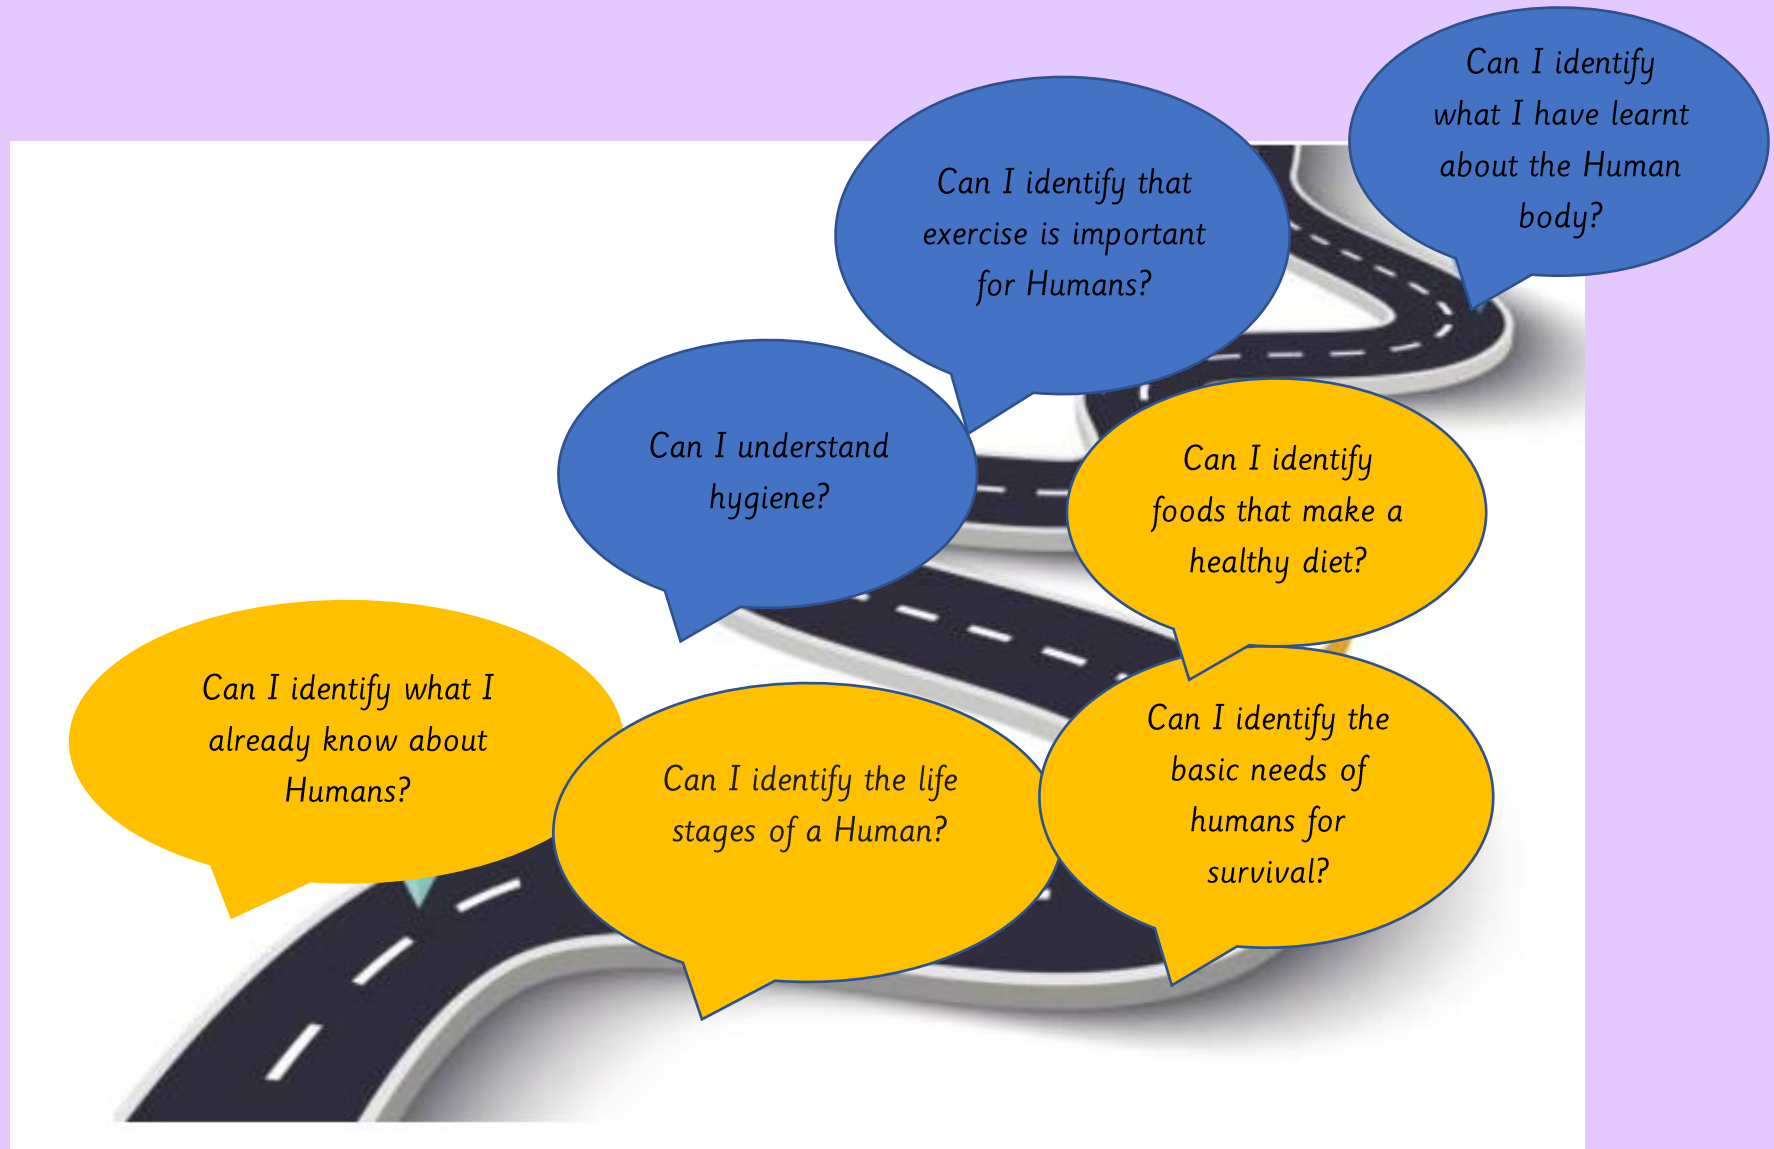 Can I identify
what I have learnt
about the Human
body?
Can I identify that
exercise is important
for Humans?
Can I understand
hygiene?
Can I identify
foods that make a
healthy diet?
Can I identify what I
already know about
Humans?
Can I identify the life
stages of a Human?
Can I identify the
basic needs of
humans for
survival?